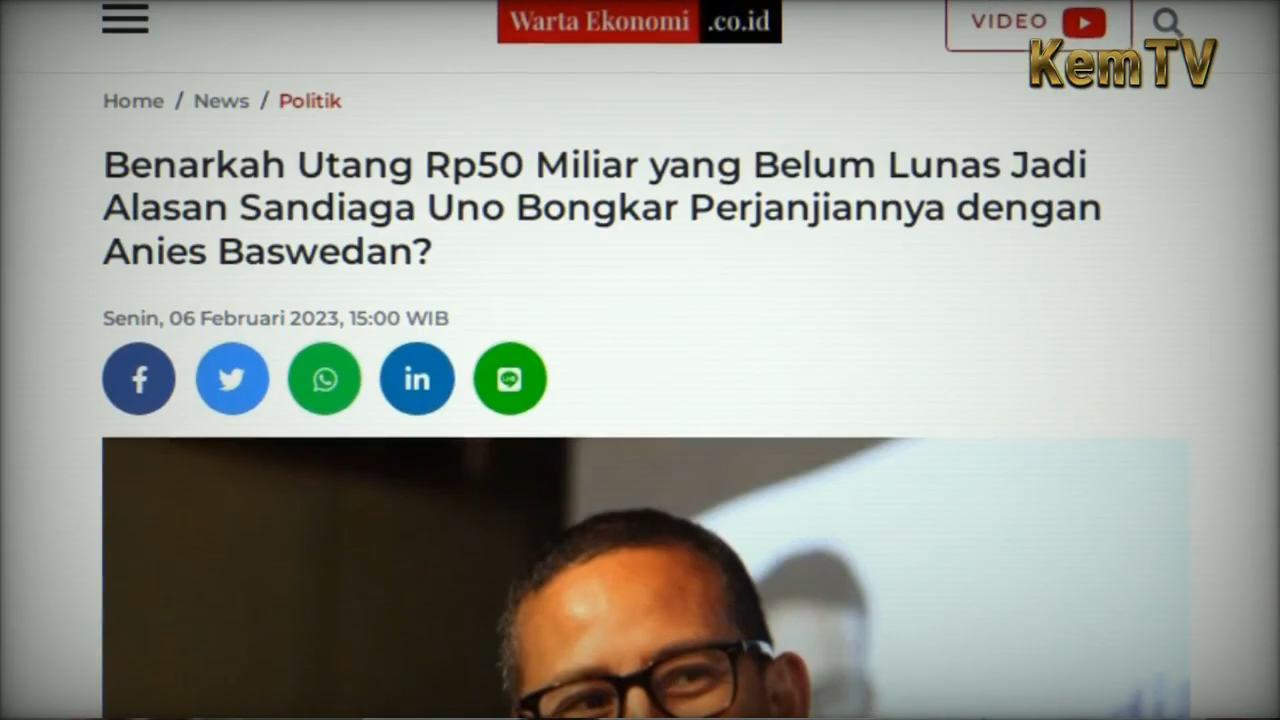 Warta Ekonomi .co.id
VIDEO
KemTV
Home / News / Politik
Benarkah Utang Rp50 Miliar yang Belum Lunas Jadi
Alasan Sandiaga Uno Bongkar Perjanjiannya dengan
Anies Baswedan?
Senin, 06 Februari 2023, 15:00 WIB